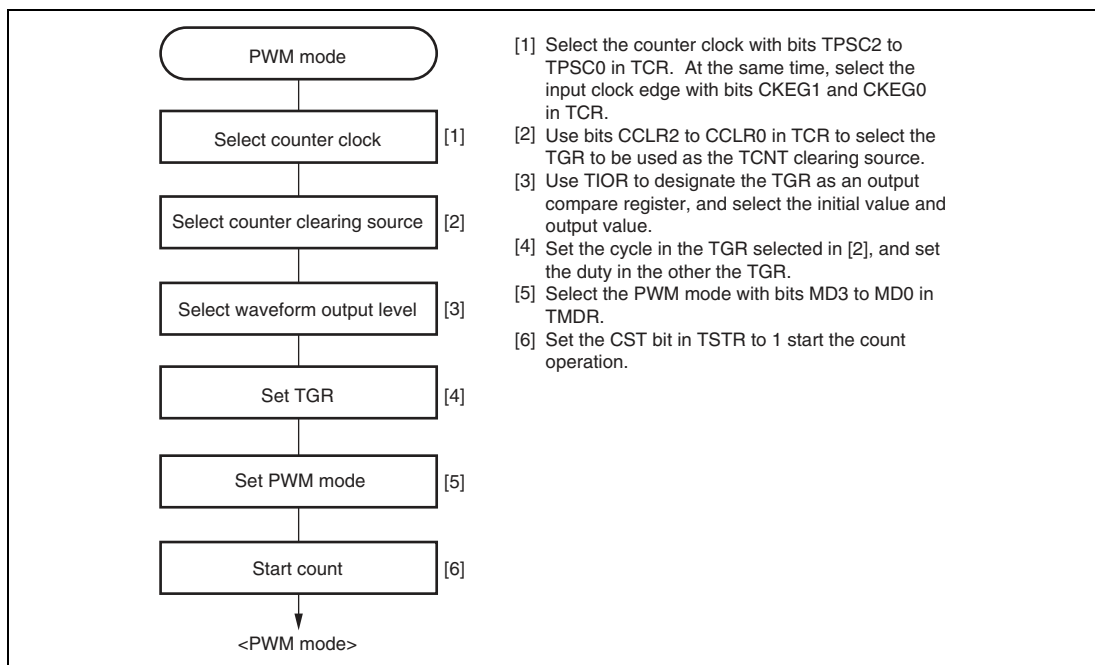 PWM mode
Select counter clock
[1]
Select counter clearing source
[2]
Select waveform output level
[3]
Set TGR
[4]
Set PWM mode
[5]
Start count
[6]
<PWM mode>
[1] Select the counter clock with bits TPSC2 to
TPSC0 in TCR. At the same time, select the
input clock edge with bits CKEG1 and CKEG0
in TCR.
[2] Use bits CCLR2 to CCLR0 in TCR to select the
TGR to be used as the TCNT clearing source.
[3] Use TIOR to designate the TGR as an output
compare register, and select the initial value and
output value.
[4] Set the cycle in the TGR selected in [2], and set
the duty in the other the TGR.
[5] Select the PWM mode with bits MD3 to MD0 in
TMDR.
[6] Set the CST bit in TSTR to 1 start the count
operation.